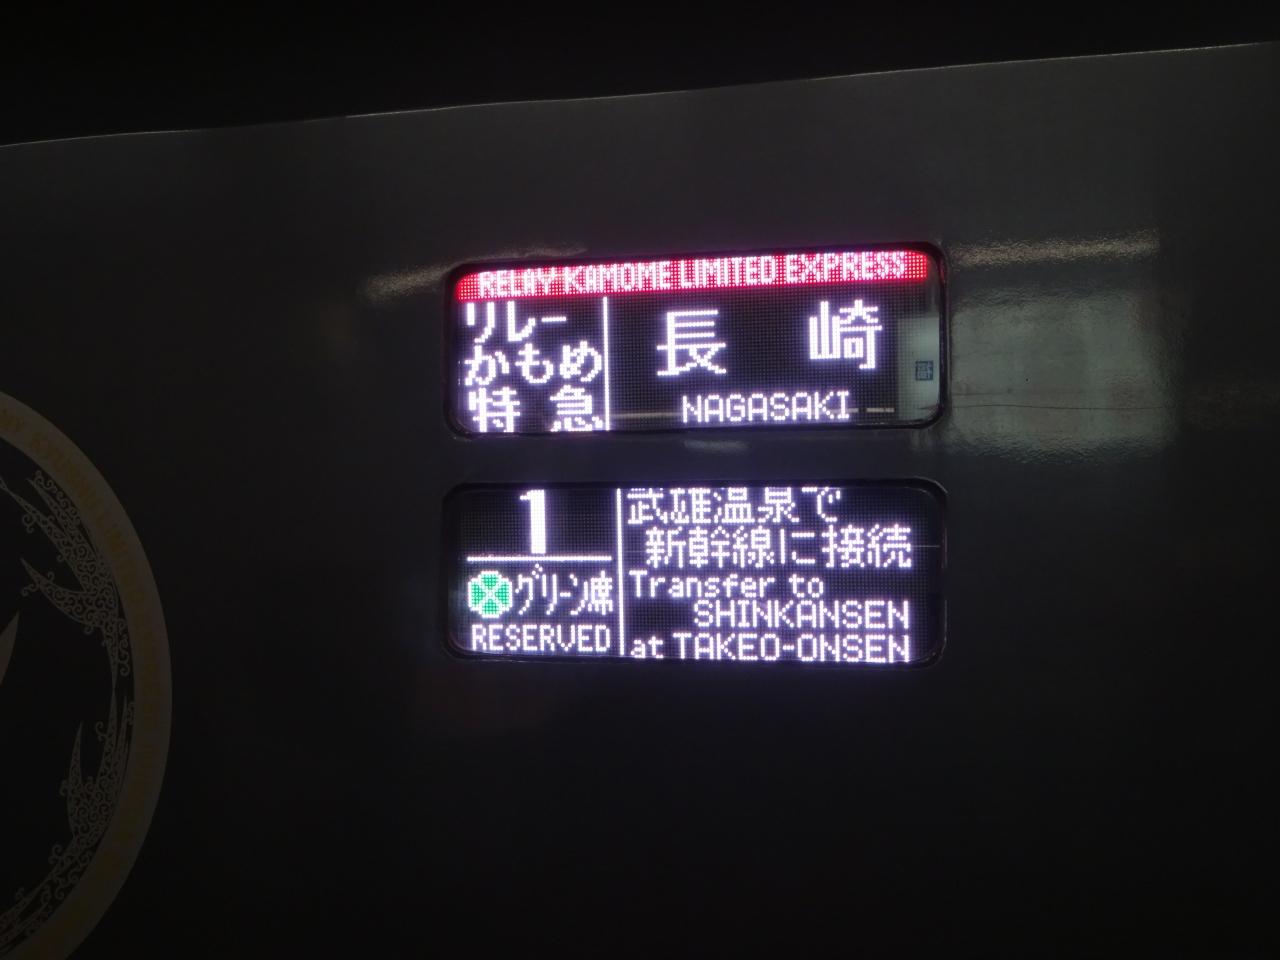 RELAY KAMOME LIMITED EXPRESS
リレー
かもめ
特急
長崎
NAGASAKI
1
グリーン席
RESERVED
武雄温泉で
新幹線に接続
Transfer to
SHINKANSEN
at TAKEO-ONSEN